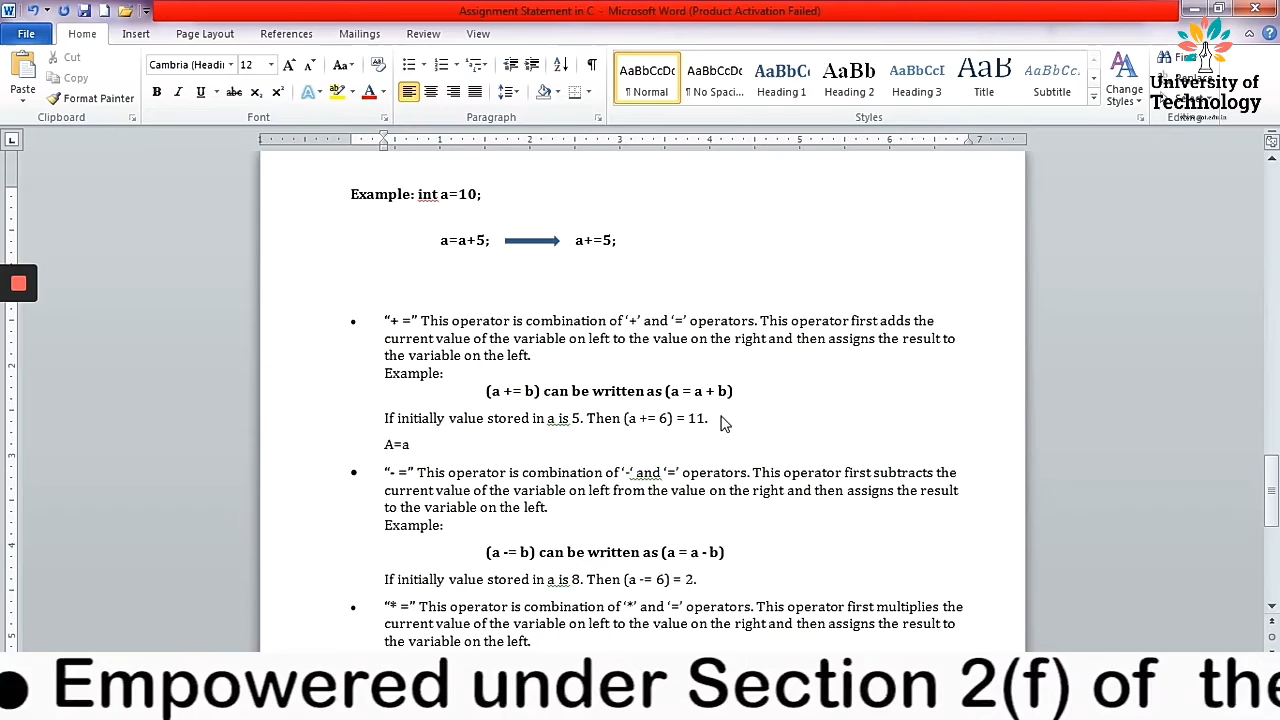 Assignment Statement in C - Microsoft Word (Product Activation Failed)
File Home Insert Page Layout References Mailings Review View
Cut
Copy
Format Painter
Paste
Cambria (Headi 12
AaBbCcDc AaBbCcDc AaBbCc AaBb AaBbCcI AaB AaBbCc.
¶ Normal ¶ No Spaci... Heading 1 Heading 2 Heading 3 Title Subtitle
Change
Styles
Replace
University of
Technology
Clipboard Font Paragraph Styles Editing
Example: int a=10;
a=a+5; a+=5;
• “+ =” This operator is combination of ‘+’ and ‘=’ operators. This operator first adds the
current value of the variable on left to the value on the right and then assigns the result to
the variable on the left.
Example:
(a += b) can be written as (a = a + b)
If initially value stored in a is 5. Then (a += 6) = 11.
A=a
• “- =” This operator is combination of ‘-‘ and ‘=’ operators. This operator first subtracts the
current value of the variable on left from the value on the right and then assigns the result
to the variable on the left.
Example:
(a -= b) can be written as (a = a - b)
If initially value stored in a is 8. Then (a -= 6) = 2.
• “* =” This operator is combination of ‘*’ and ‘=’ operators. This operator first multiplies the
current value of the variable on left to the value on the right and then assigns the result to
the variable on the left.
● Empowered under Section 2(f) of the